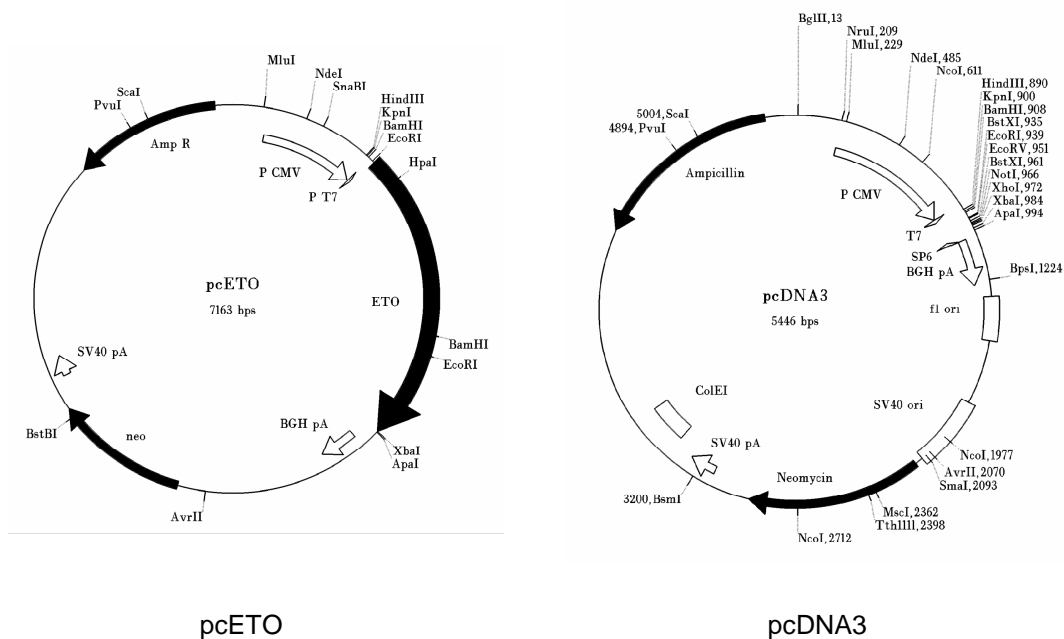 MluI
NdeI
SnaBI
HindIII
KpnI
BamHI
EcoRI
HpaI
ScaI
PvuI
Amp R
P CMV
P T7
pcETO
7163 bps
ETO
BamHI
EcoRI
SV40 pA
BGH pA
XbaI
ApaI
BstBI
neo
AvrII
pcETO
BglII,13
NruI,209
MluI,229
NdeI,485
NcoI,611
HindIII,890
KpnI,900
BamHI,908
BstXI,935
EcoRI,939
EcoRV,951
BstXI,961
NotI,966
XhoI,972
XbaI,984
ApaI,994
5004,ScaI
4894,PvuI
Ampicillin
P CMV
T7
SP6
BGH pA
BpsI,1224
pcDNA3
5446 bps
f1 ori
ColEI
SV40 ori
SV40 pA
NcoI,1977
AvrII,2070
SmaI,2093
Neomycin
3200,BsmI
MscI,2362
Tth111I,2398
NcoI,2712
pcDNA3